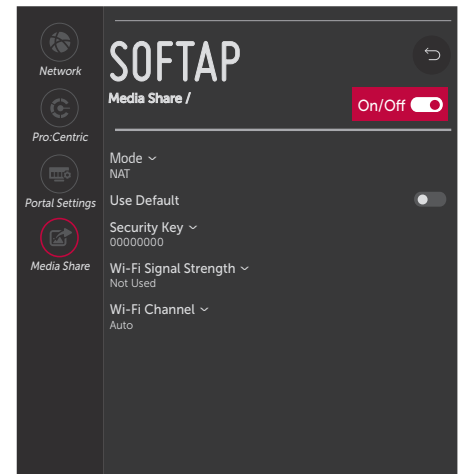 Network
Pro:Centric
Portal Settings
Media Share
SOFTAP
Media Share /
On/Off
Mode
NAT
Use Default
Security Key
00000000
Wi-Fi Signal Strength
Not Used
Wi-Fi Channel
Auto